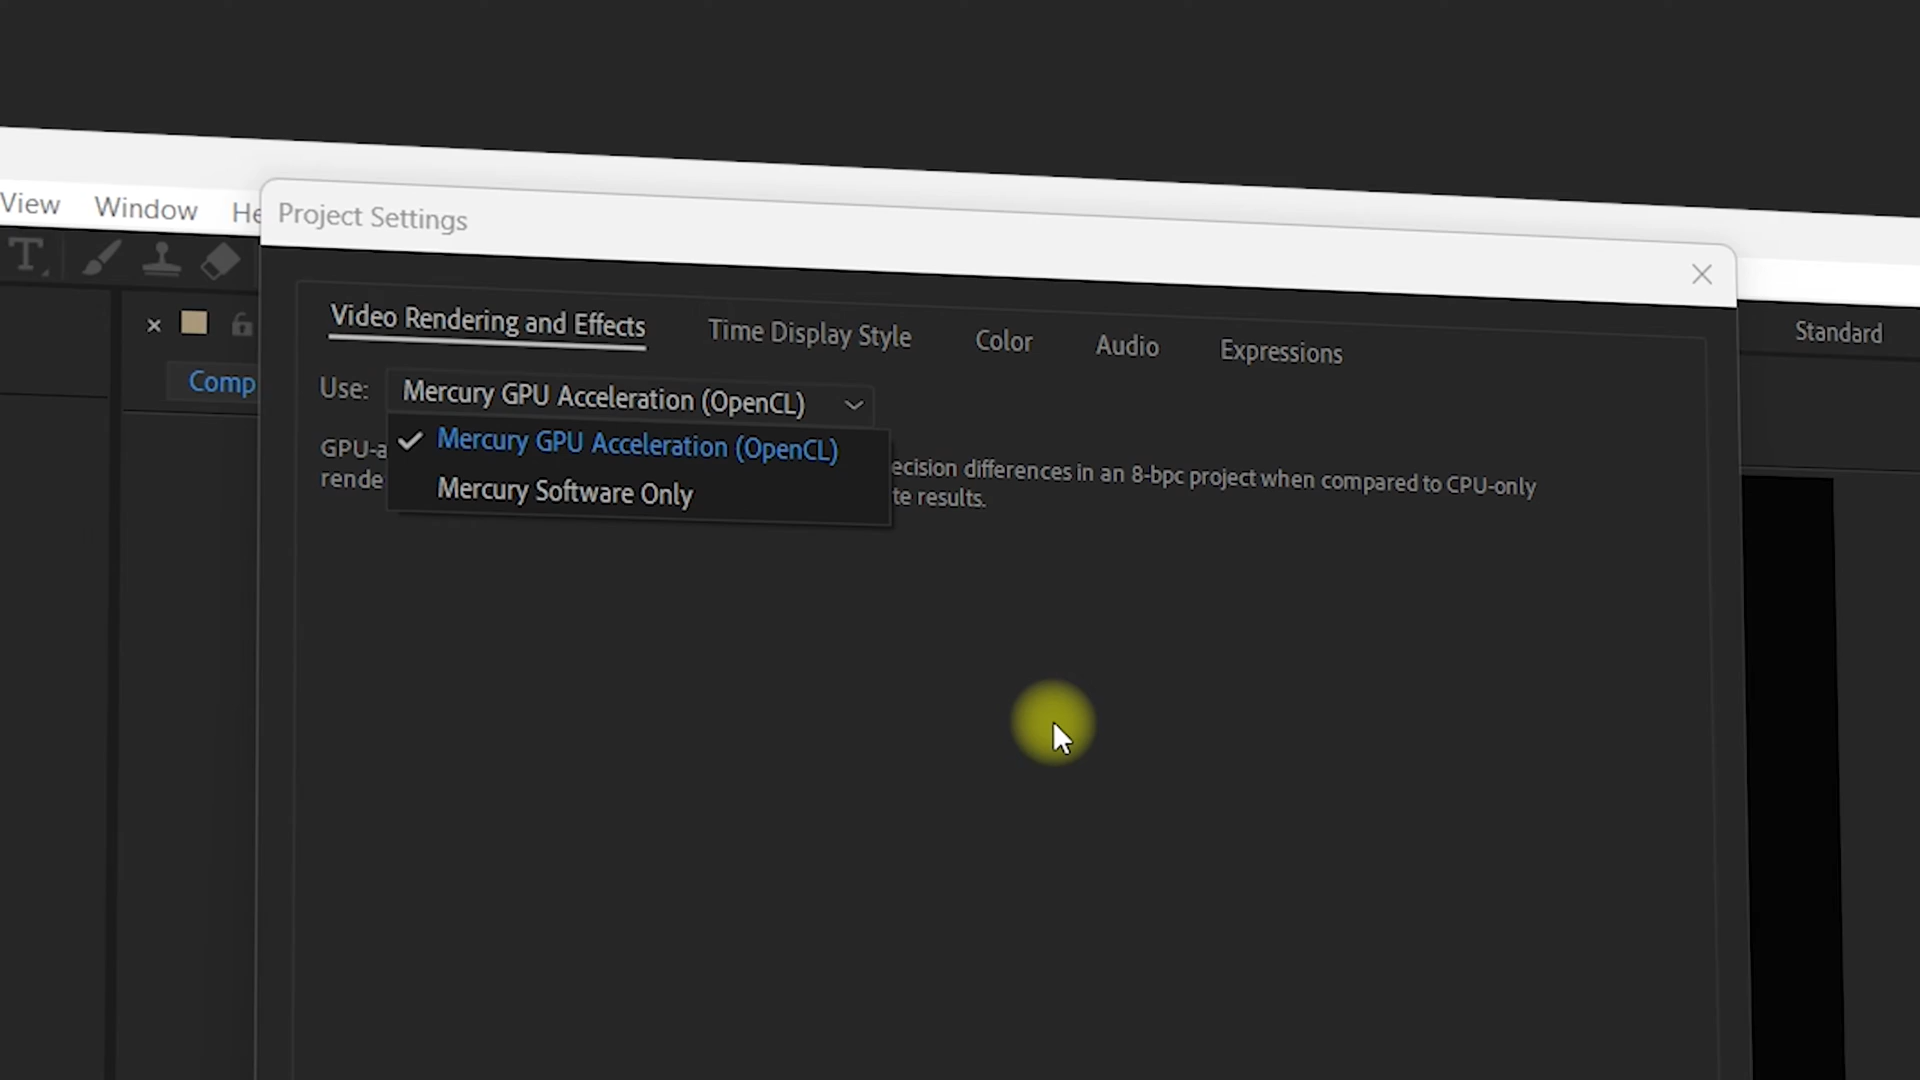 View Window He
Project Settings
Standard
Video Rendering and Effects Time Display Style Color Audio Expressions
Comp
Use: Mercury GPU Acceleration (OpenCL)
Mercury GPU Acceleration (OpenCL)
Mercury Software Only
GPU-a ecision differences in an 8-bpc project when compared to CPU-only
rende te results.